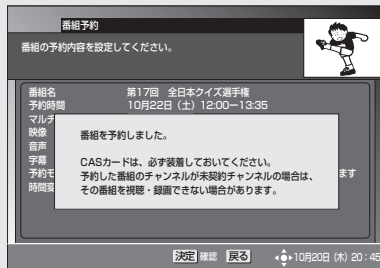 番組予約
番組の予約内容を設定してください。
番組名 第17回 全日本クイズ選手権
予約時間 10月22日（土）12:00ー13:35
マルチ
映像
音声
字幕
予約モ ます
時間変
番組を予約しました。
CASカードは、必ず装着しておいてください。
予約した番組のチャンネルが未契約チャンネルの場合は、
その番組を視聴・録画できない場合があります。
決定 確認 戻る 10月20日（木）20：45